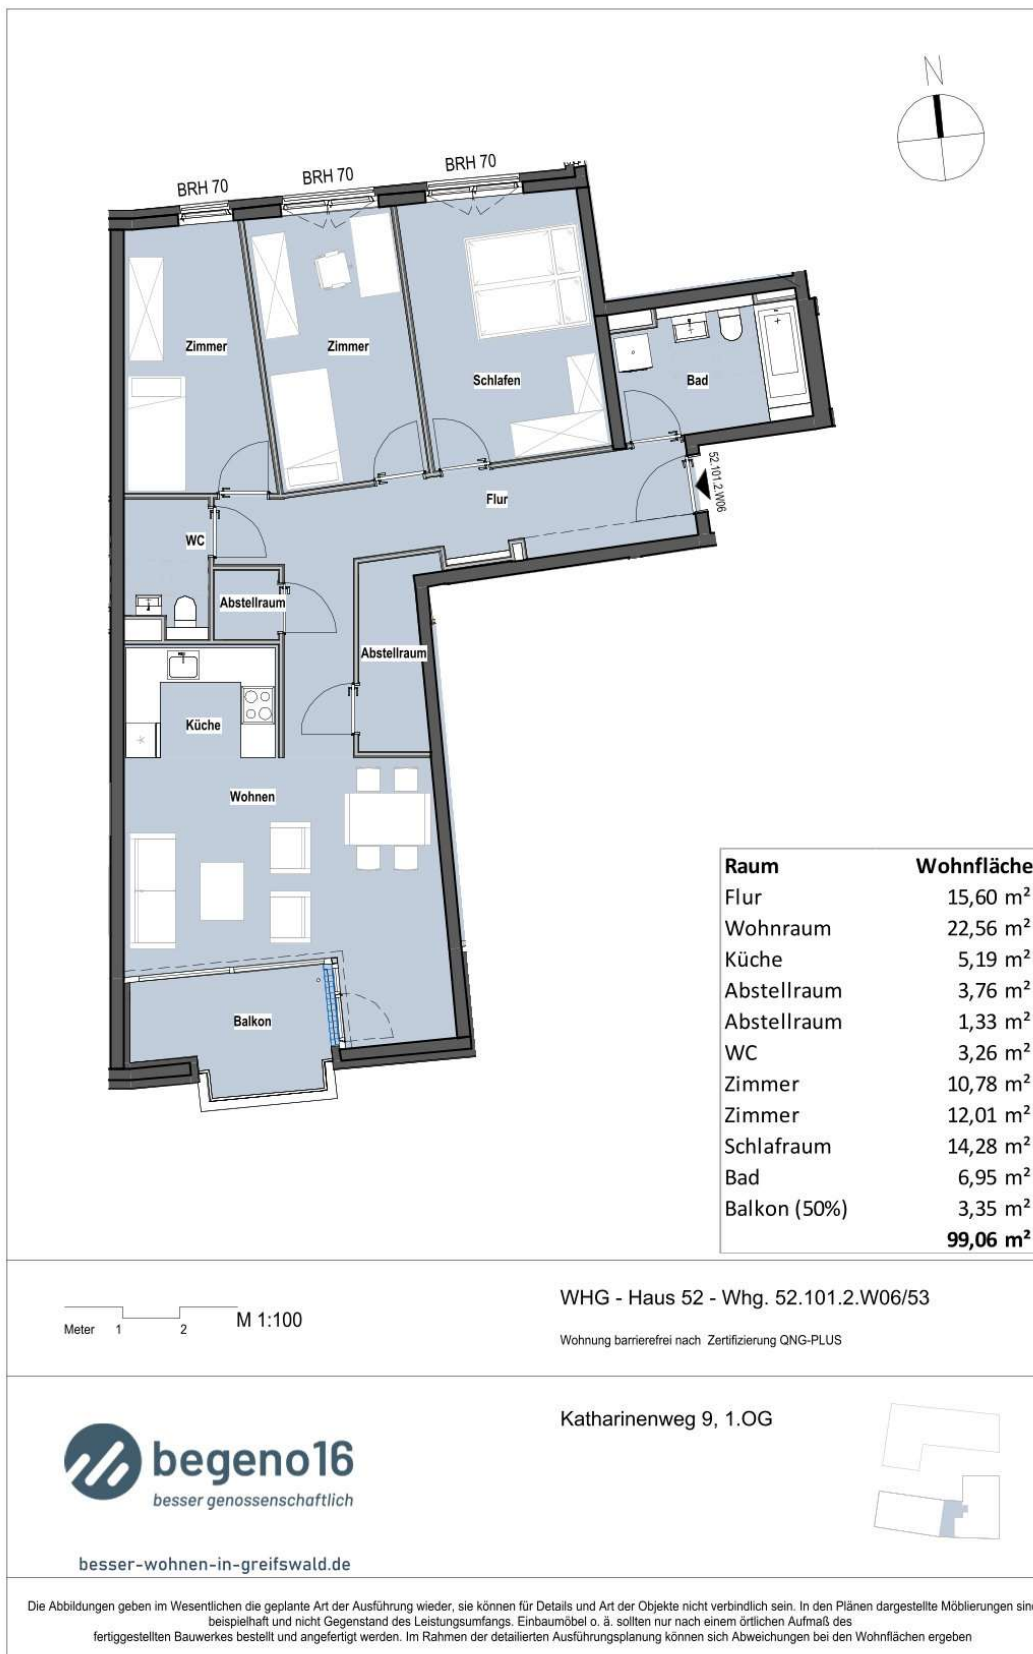 N
BRH 70
BRH 70
BRH 70
Zimmer
Zimmer
Schlafen
Bad
52.101.2.W06
Flur
WC
Abstellraum
Abstellraum
Küche
Wohnen
Balkon
Raum Wohnfläche
Flur 15,60 m²
Wohnraum 22,56 m²
Küche 5,19 m²
Abstellraum 3,76 m²
Abstellraum 1,33 m²
WC 3,26 m²
Zimmer 10,78 m²
Zimmer 12,01 m²
Schlafraum 14,28 m²
Bad 6,95 m²
Balkon (50%) 3,35 m²
99,06 m²
Meter 1 2 M 1:100
WHG - Haus 52 - Whg. 52.101.2.W06/53
Wohnung barrierefrei nach Zertifizierung QNG-PLUS
Katharinenweg 9, 1.OG
begeno16
besser genossenschaftlich
besser-wohnen-in-greifswald.de
Die Abbildungen geben im Wesentlichen die geplante Art der Ausführung wieder, sie können für Details und Art der Objekte nicht verbindlich sein. In den Plänen dargestellte Möblierungen sind
beispielhaft und nicht Gegenstand des Leistungsumfangs. Einbaumöbel o. ä. sollten nur nach einem örtlichen Aufmaß des
fertiggestellten Bauwerkes bestellt und angefertigt werden. Im Rahmen der detailierten Ausführungsplanung können sich Abweichungen bei den Wohnflächen ergeben